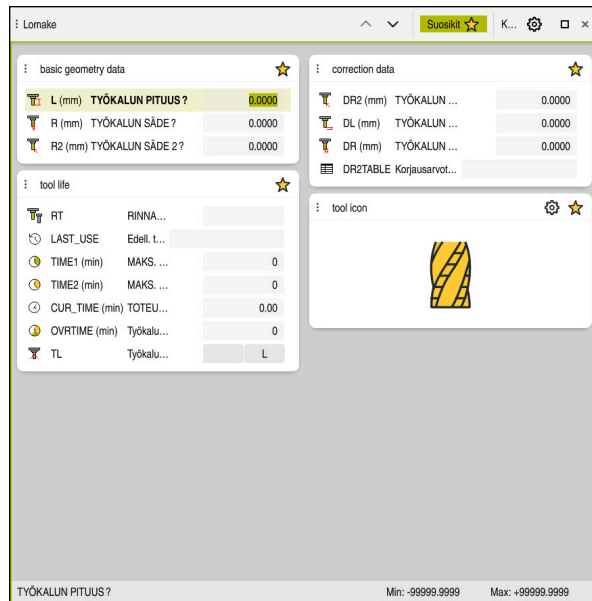 Lomake
Suosikit
K...
basic geometry data
L (mm) TYÖKALUN PITUUS? 0.0000
R (mm) TYÖKALUN SÄDE? 0.0000
R2 (mm) TYÖKALUN SÄDE 2? 0.0000
tool life
RT RINNA...
LAST_USE Edell. t...
TIME1 (min) MAKS. ... 0
TIME2 (min) MAKS. ... 0
CUR_TIME (min) TOTEU... 0.00
OVRTIME (min) Työkalu... 0
TL Työkalu... L
correction data
DR2 (mm) TYÖKALUN ... 0.0000
DL (mm) TYÖKALUN ... 0.0000
DR (mm) TYÖKALUN ... 0.0000
DR2TABLE Korjausarvot...
tool icon
TYÖKALUN PITUUS? Min: -99999.9999 Max: +99999.9999